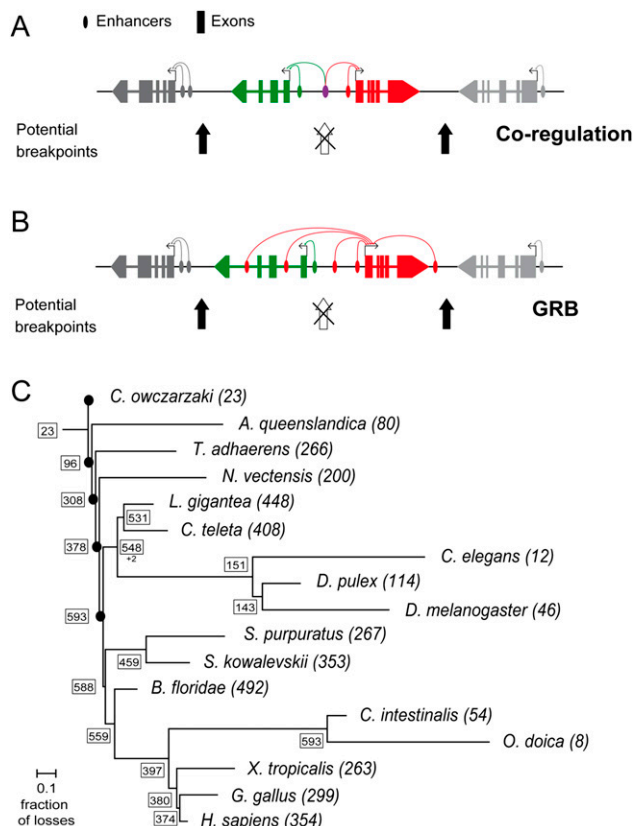 A
Enhancers
Exons
Potential
breakpoints
Co-regulation
B
Potential
breakpoints
GRB
C
C. owczarzaki (23)
23
A. queenslandica (80)
96
T. adhaerens (266)
308
N. vectensis (200)
L. gigantea (448)
531
C. teleta (408)
378
548
+2
C. elegans (12)
151
D. pulex (114)
143
D. melanogaster (46)
593
S. purpuratus (267)
459
S. kowalevskii (353)
588
B. floridae (492)
559
C. intestinalis (54)
593
O. doica (8)
397
X. tropicalis (263)
380
G. gallus (299)
374
H. sapiens (354)
0.1
fraction
of losses